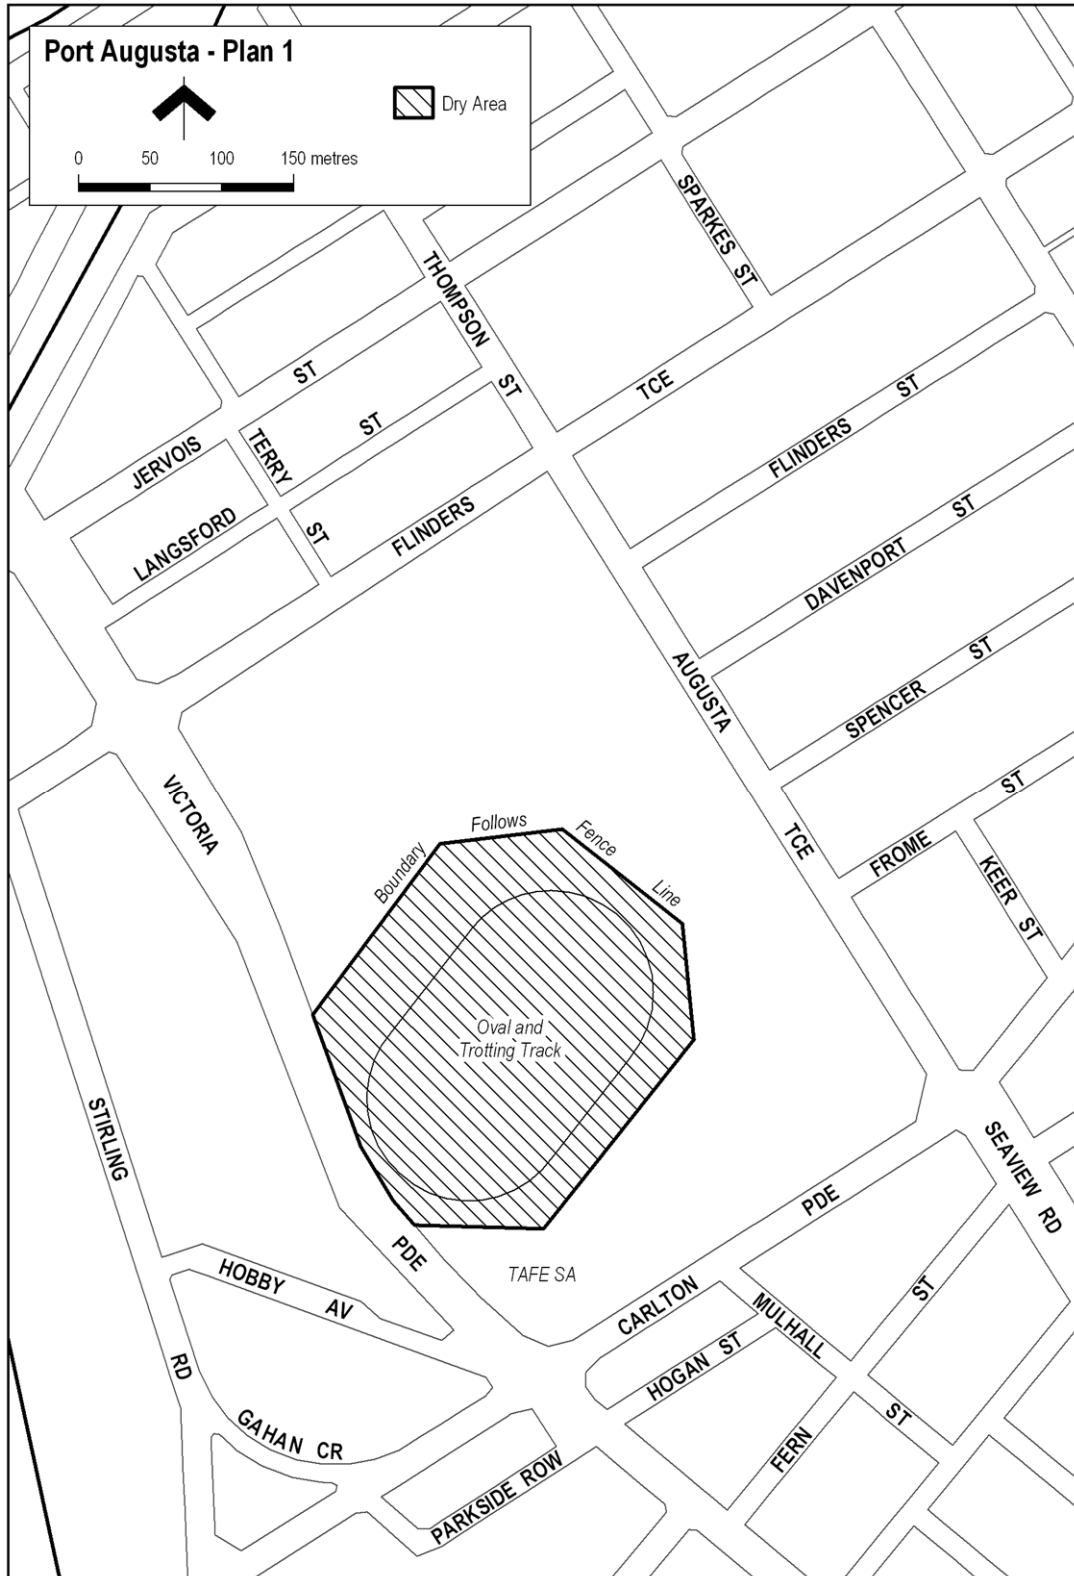 Port Augusta - Plan 1
Dry Area
0 50 100 150 metres
SPARKES ST
THOMPSON ST
JERVOIS ST
TERRY ST
LANGSFORD ST
FLINDERS TCE
FLINDERS ST
DAVENPORT ST
AUGUSTA TCE
SPENCER ST
VICTORIA PDE
FROME ST
KEER ST
Boundary Follows Fence Line
Oval and
Trotting Track
STIRLING RD
SEAVIEW RD
HOBBY AV
TAFE SA
CARLTON PDE
MULHALL ST
HOGAN ST
FERN ST
GAHAN CR
PARKSIDE ROW